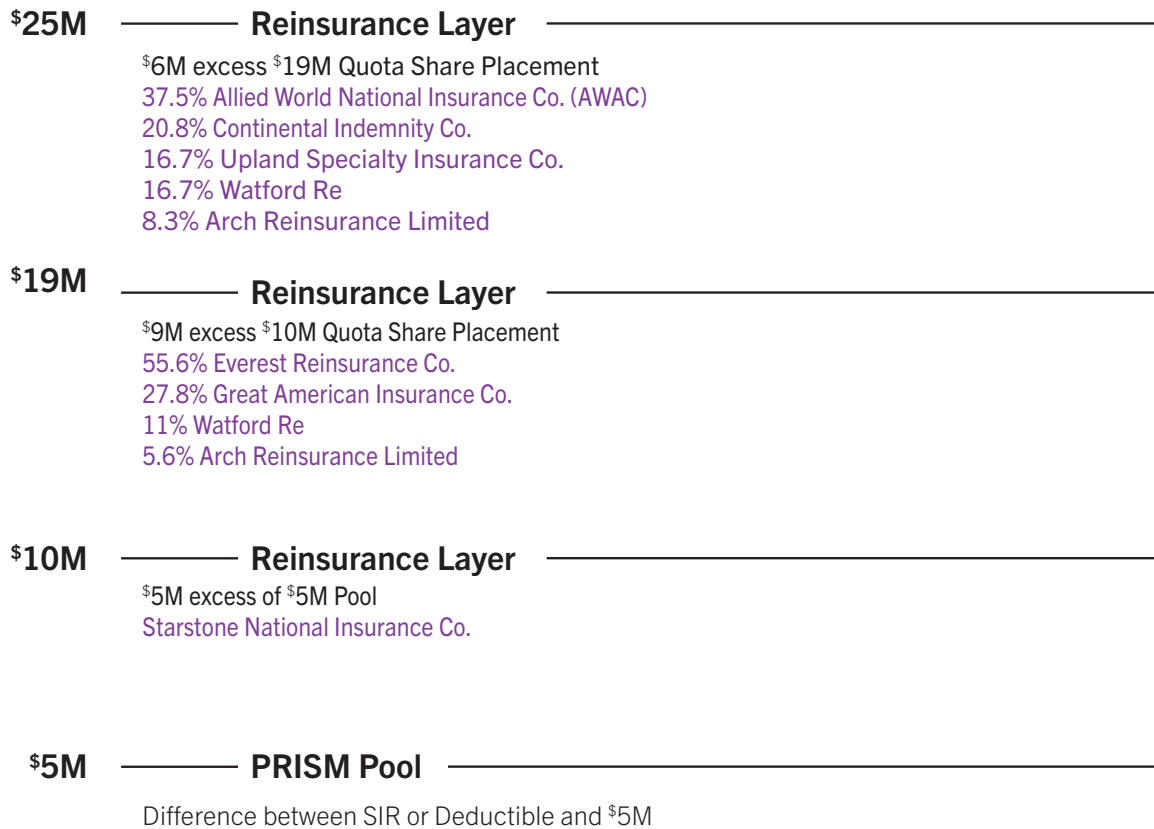 $25M Reinsurance Layer
$6M excess $19M Quota Share Placement
37.5% Allied World National Insurance Co. (AWAC)
20.8% Continental Indemnity Co.
16.7% Upland Specialty Insurance Co.
16.7% Watford Re
8.3% Arch Reinsurance Limited
$19M Reinsurance Layer
$9M excess $10M Quota Share Placement
55.6% Everest Reinsurance Co.
27.8% Great American Insurance Co.
11% Watford Re
5.6% Arch Reinsurance Limited
$10M Reinsurance Layer
$5M excess of $5M Pool
Starstone National Insurance Co.
$5M PRISM Pool
Difference between SIR or Deductible and $5M